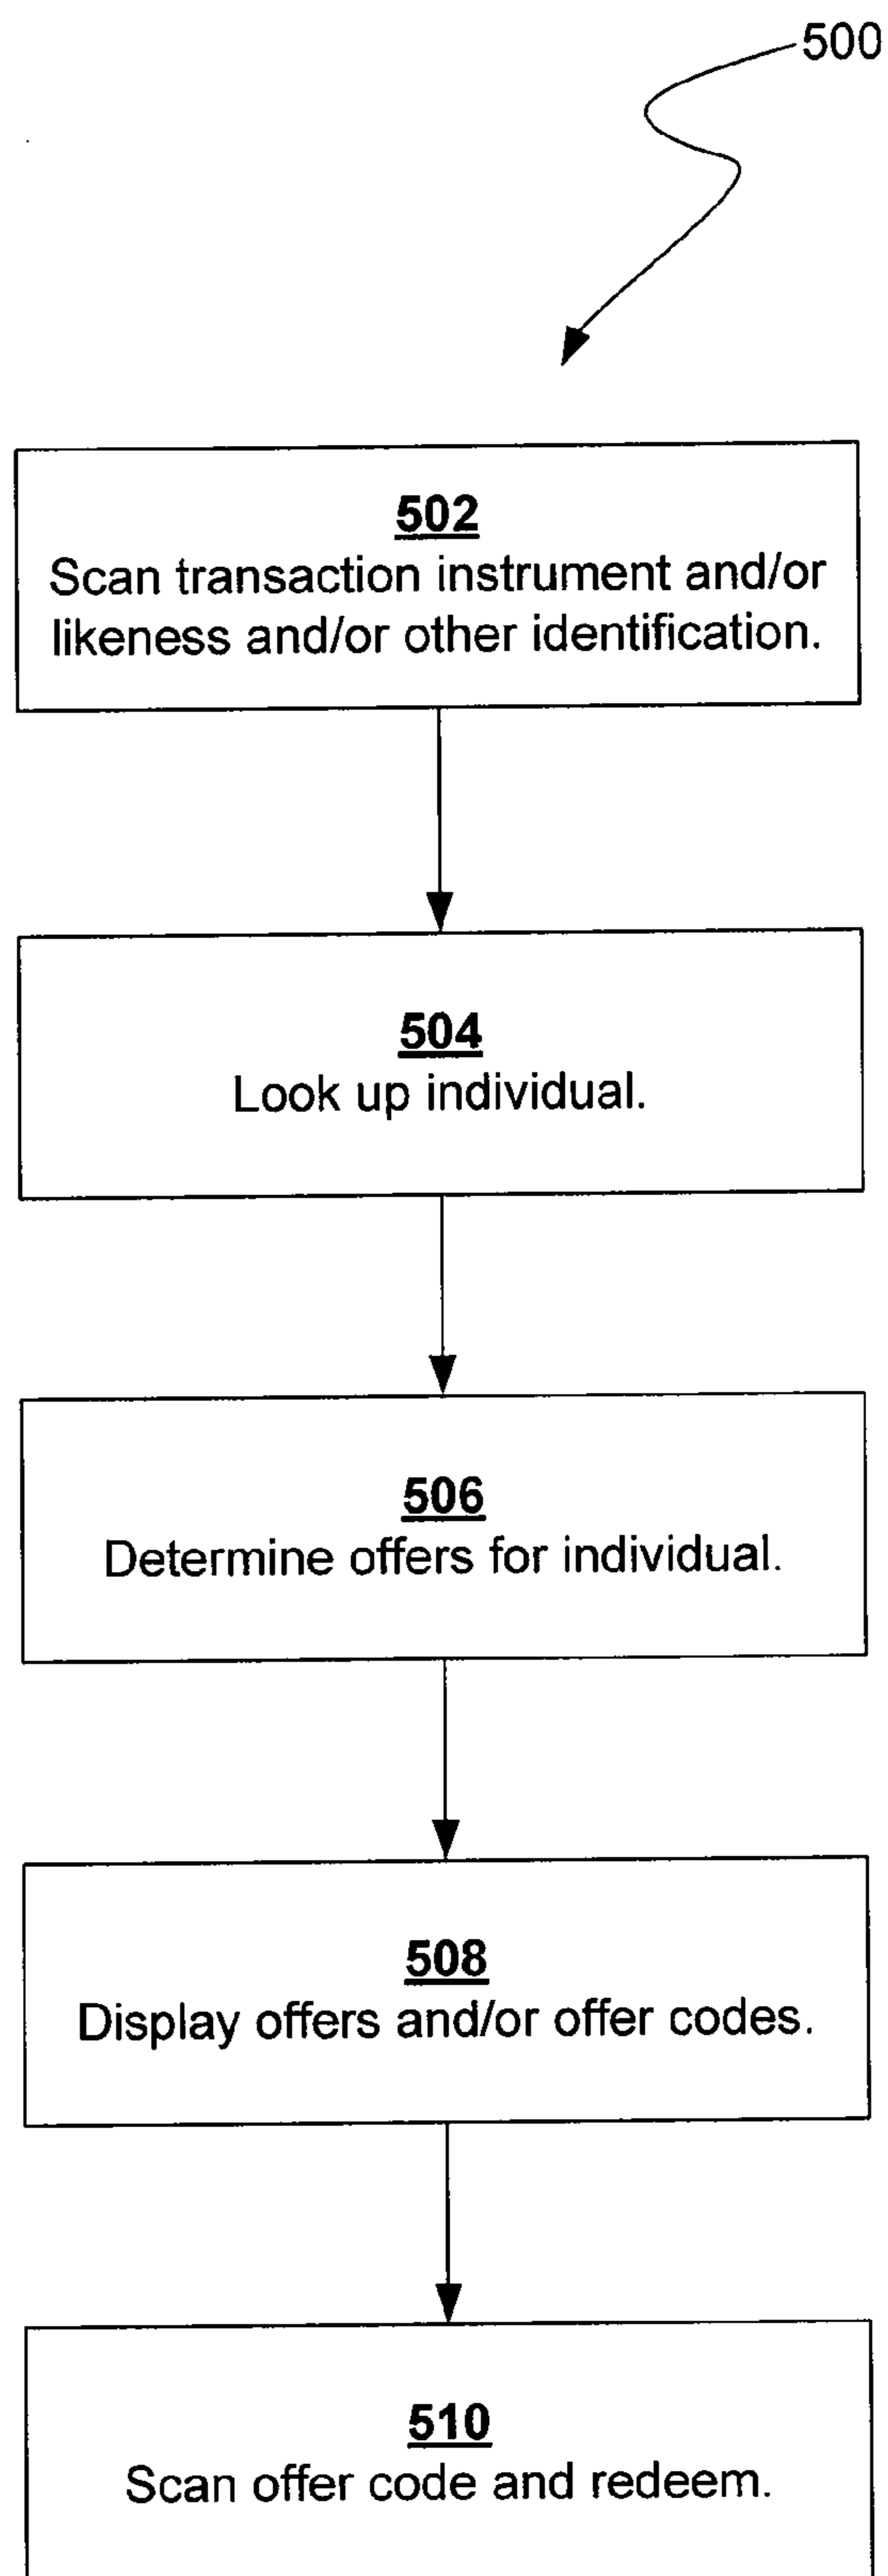 500
502
Scan transaction instrument and/or
likeness and/or other identification.
504
Look up individual.
506
Determine offers for individual.
508
Display offers and/or offer codes.
510
Scan offer code and redeem.